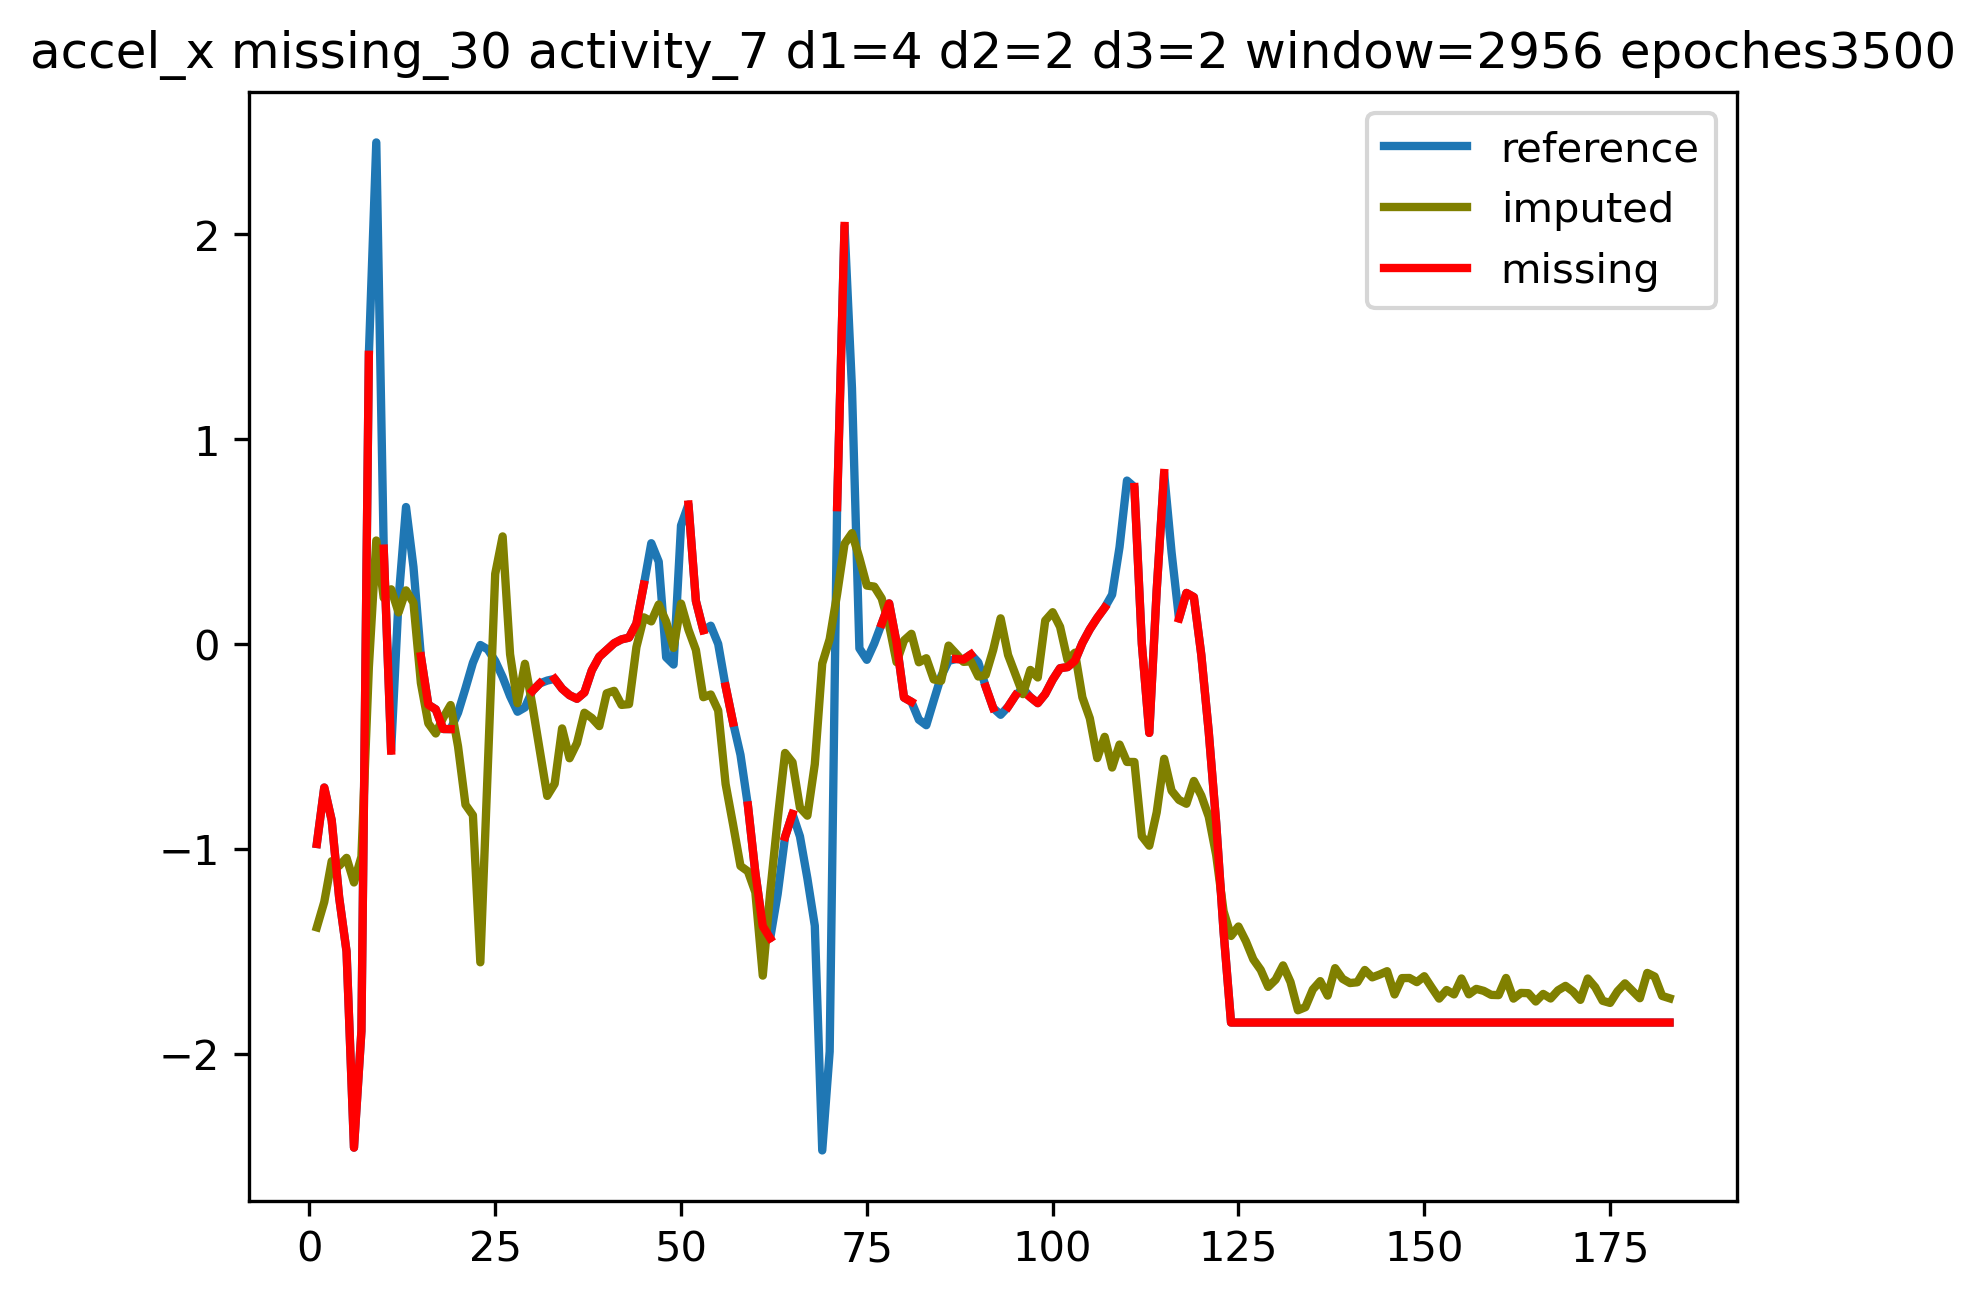 accel_x missing_30 activity_7 d1=4 d2=2 d3=2 window=2956 epoches3500
reference
imputed
missing
2
1
0
−1
−2
0 25 50 75 100 125 150 175